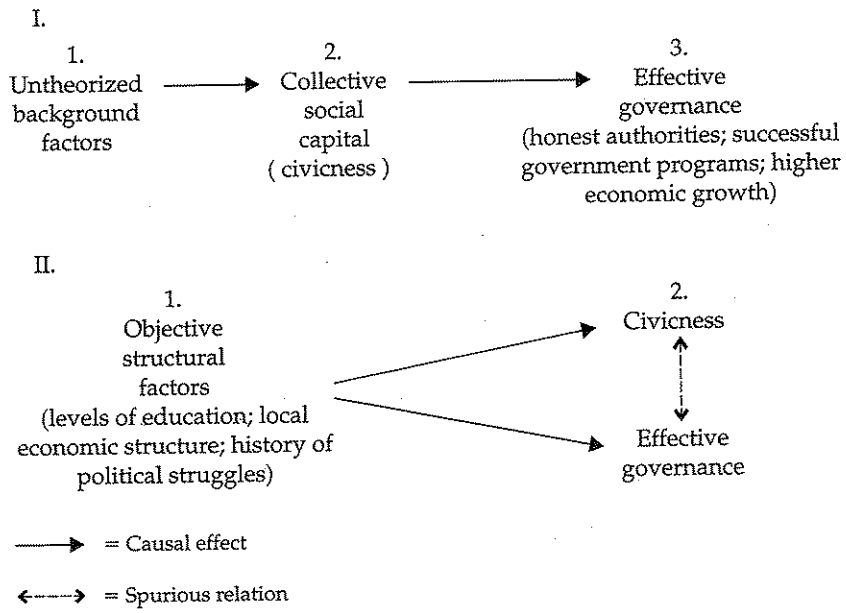 I.
1.
Untheorized
background
factors
2.
Collective
social
capital
( civicness )
3.
Effective
governance
(honest authorities; successful
government programs; higher
economic growth)
II.
1.
Objective
structural
factors
(levels of education; local
economic structure; history of
political struggles)
2.
Civicness
Effective
governance
= Causal effect
= Spurious relation